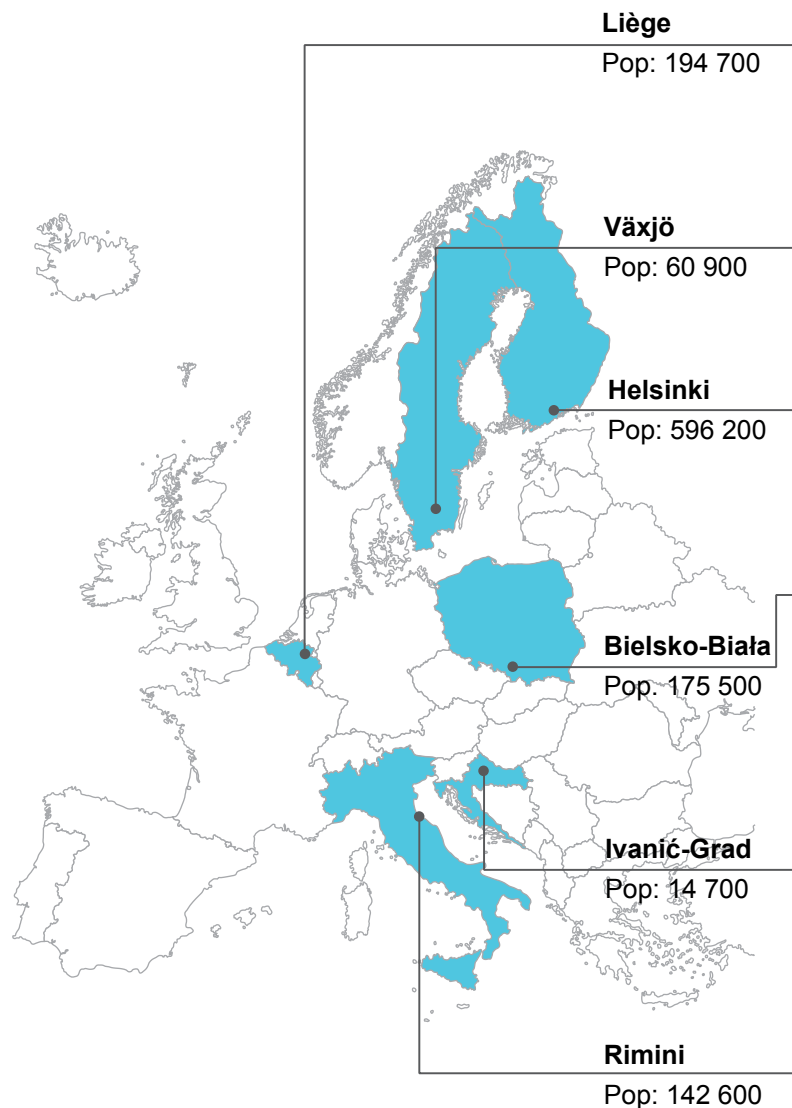 Liège
Pop: 194 700
Växjö
Pop: 60 900
Helsinki
Pop: 596 200
Bielsko-Biała
Pop: 175 500
Ivanić-Grad
Pop: 14 700
Rimini
Pop: 142 600